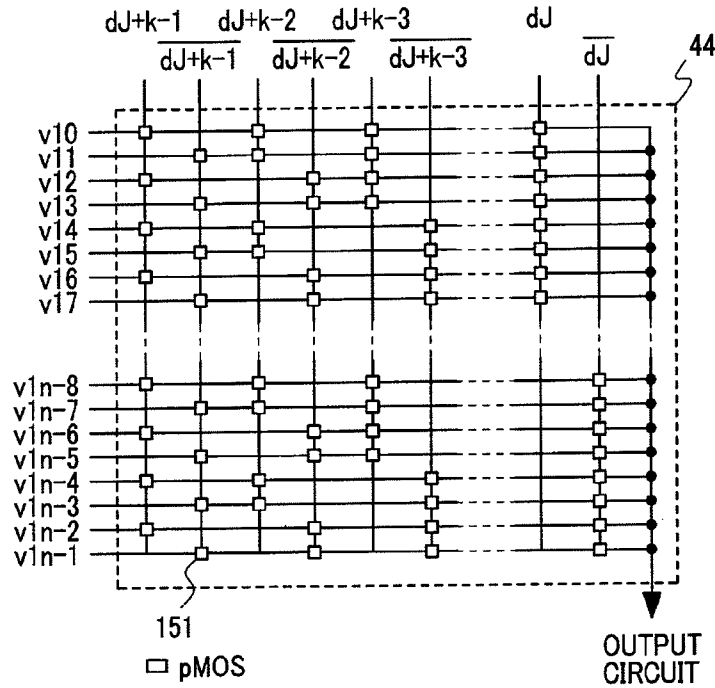 dJ+k-1 dJ+k-2 dJ+k-3 dJ
dJ+k-1 dJ+k-2 dJ+k-3 dJ
44
v10
v11
v12
v13
v14
v15
v16
v17
v1n-8
v1n-7
v1n-6
v1n-5
v1n-4
v1n-3
v1n-2
v1n-1
151
pMOS
OUTPUT
CIRCUIT